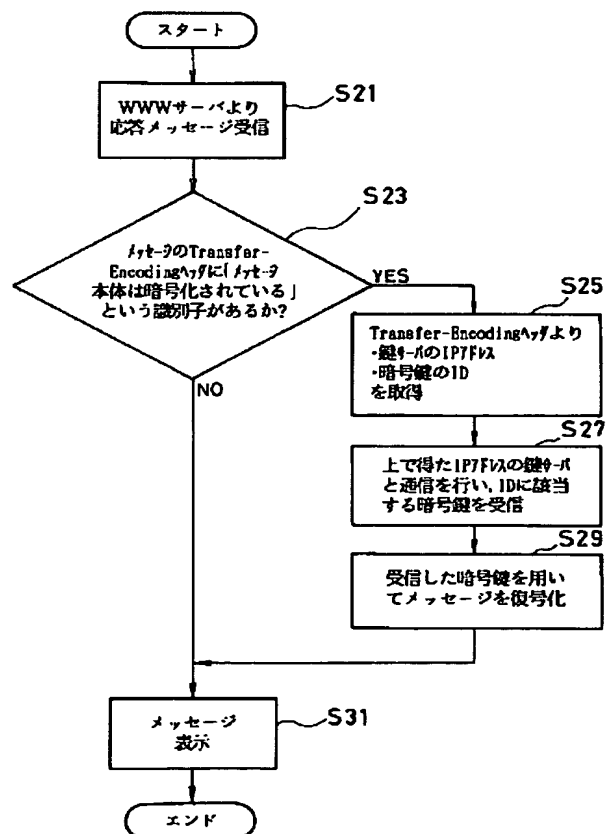 スタート
S21
WWWサーバより
応答メッセージ受信
S23
ﾒｯｾｰｼﾞのTransfer-
Encodingﾍｯﾀﾞに「ﾒｯｾｰｼﾞ
本体は暗号化されている」
という識別子があるか?
YES
NO
S25
Transfer-Encodingﾍｯﾀﾞより
・鍵ｻｰﾊﾞのIPｱﾄﾞﾚｽ
・暗号鍵のID
を取得
S27
上で得たIPｱﾄﾞﾚｽの鍵ｻｰﾊﾞ
と通信を行い,IDに該当
する暗号鍵を受信
S29
受信した暗号鍵を用い
てメッセージを復号化
S31
メッセージ
表示
エンド